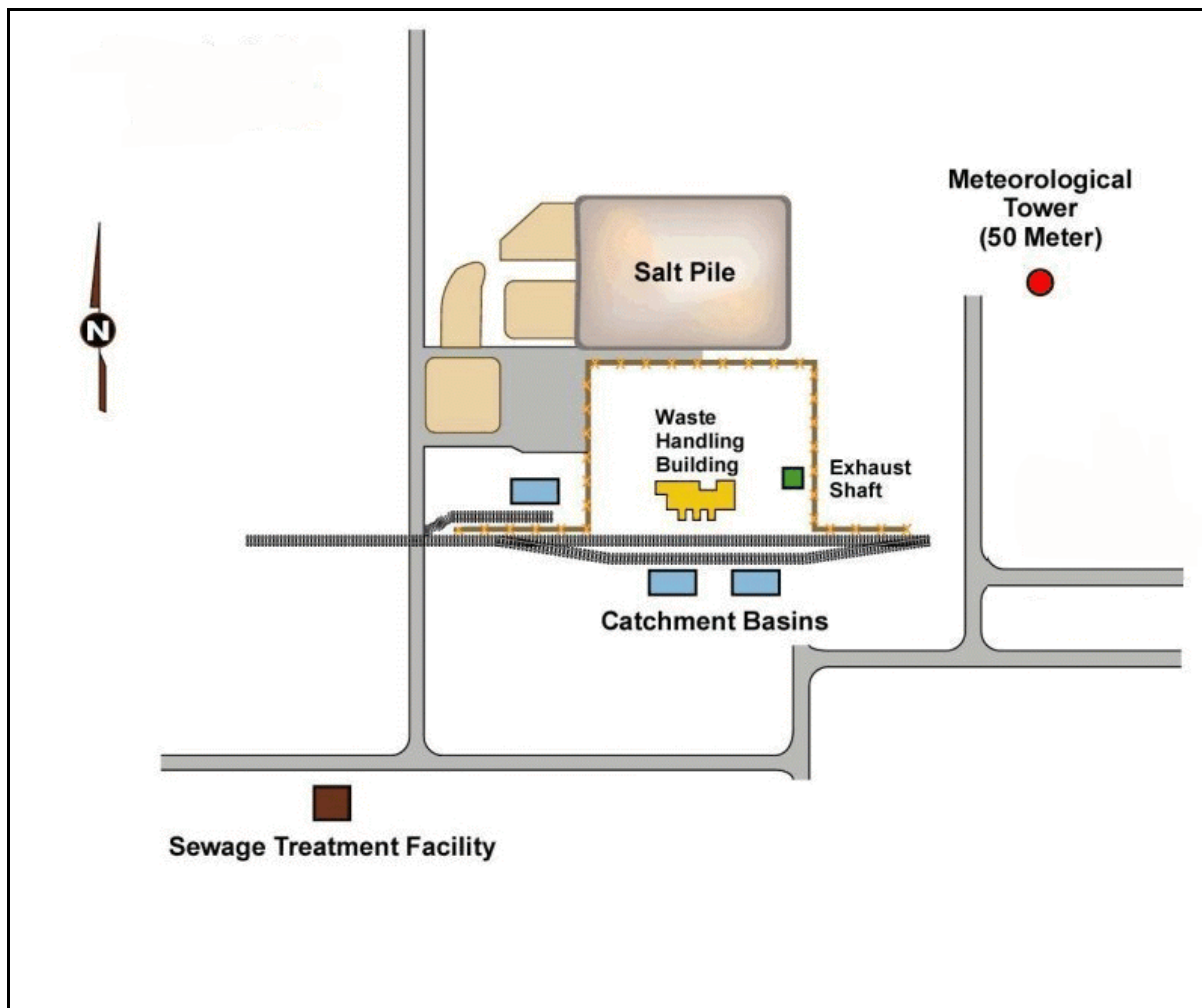 Meteorological
Tower
(50 Meter)
Salt Pile
N
Waste
Handling
Building
Exhaust
Shaft
Catchment Basins
Sewage Treatment Facility